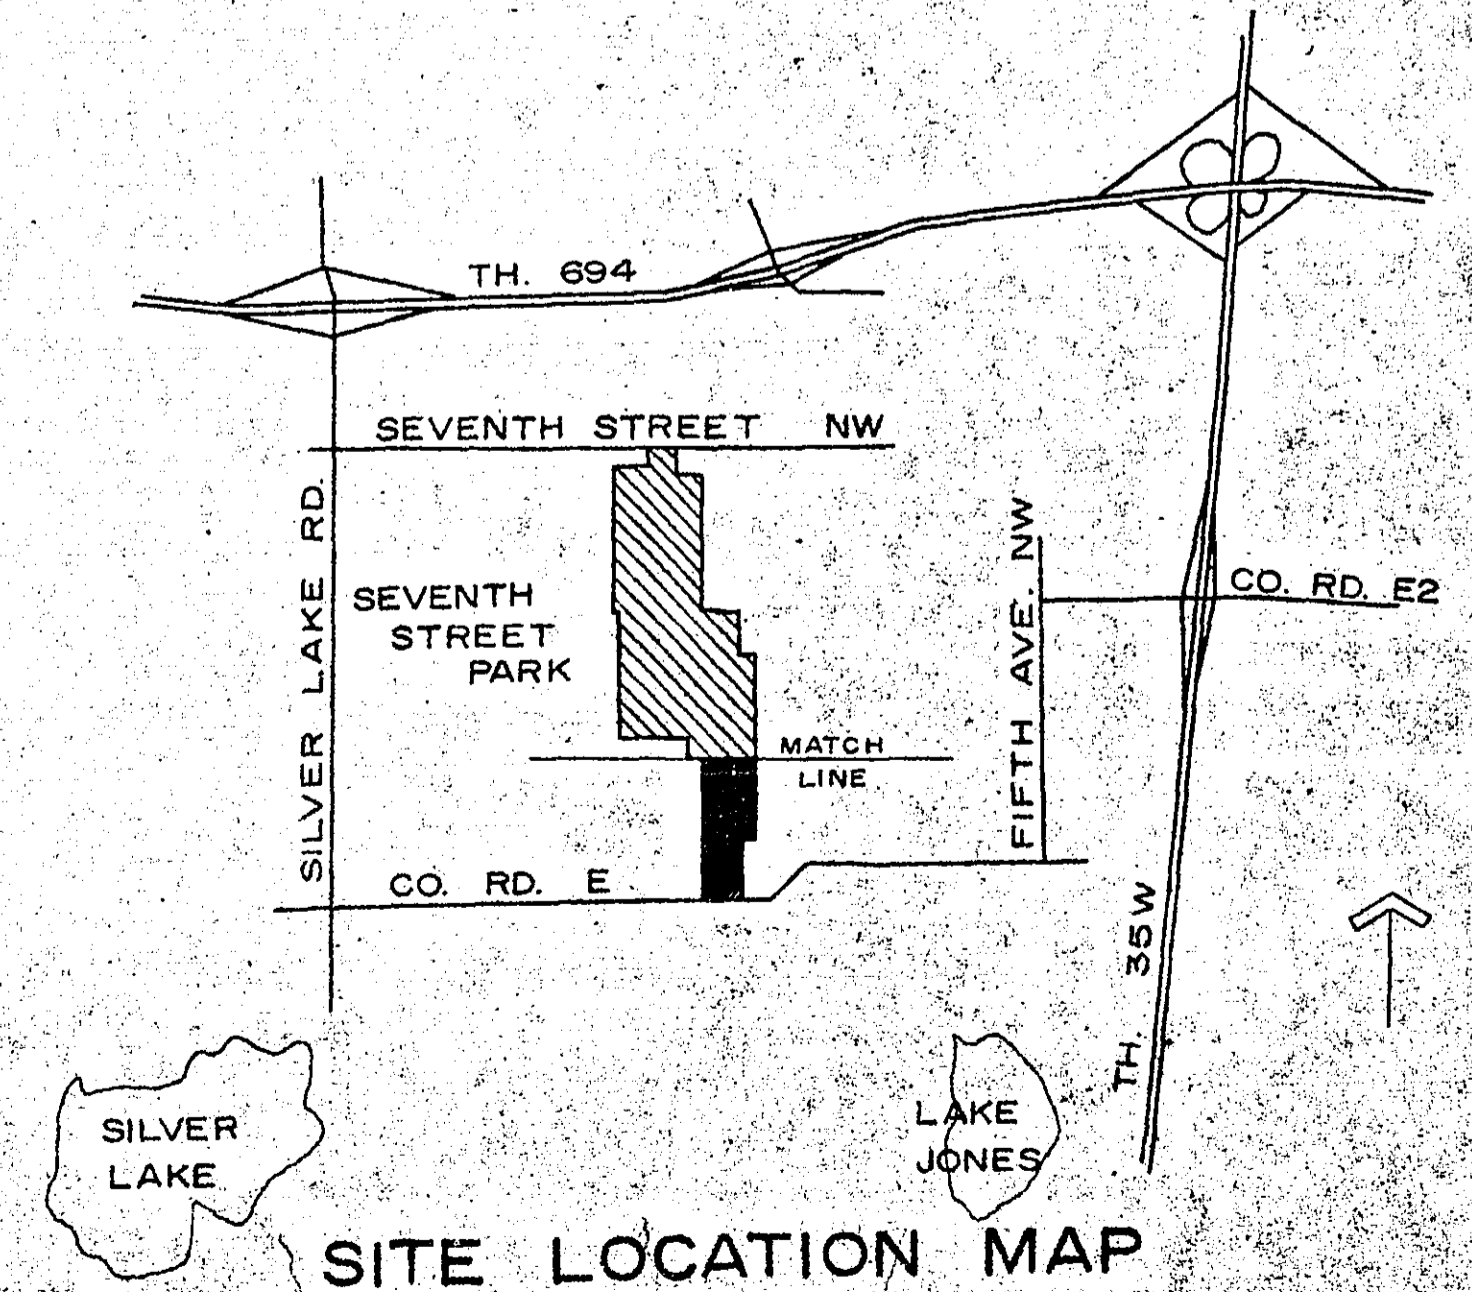 TH. 694
SEVENTH STREET NW
SILVER LAKE RD.
SEVENTH
STREET
PARK
FIFTH AVE. NW
CO. RD. E2
MATCH
LINE
CO. RD. E
TH. 35W
SILVER
LAKE
LAKE
JONES
SITE LOCATION MAP